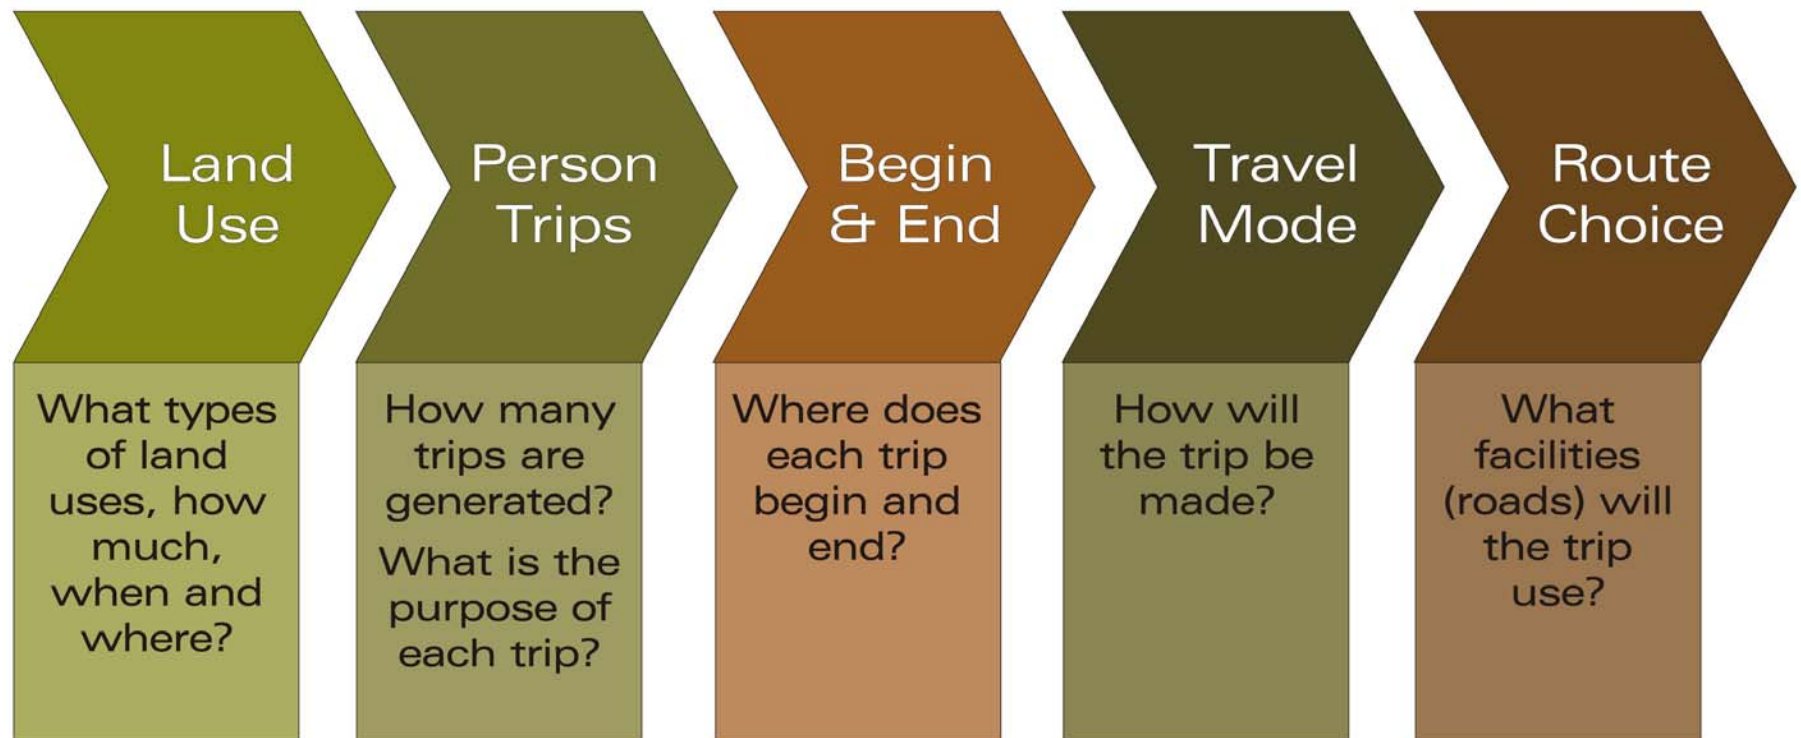 Land
Use
What types
of land
uses, how
much,
when and
where?
Person
Trips
How many
trips are
generated?
What is the
purpose of
each trip?
Begin
& End
Where does
each trip
begin and
end?
Travel
Mode
How will
the trip be
made?
Route
Choice
What
facilities
(roads) will
the trip
use?